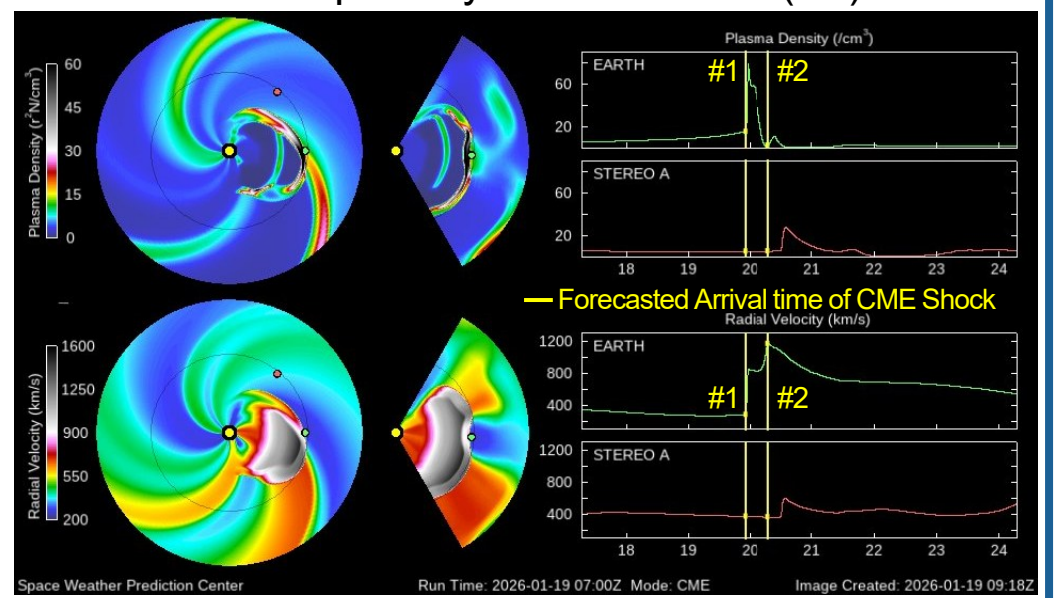 Plasma Density (r²N/cm³)
60
45
30
15
0
Plasma Density (/cm³)
EARTH
#1
#2
60
20
STEREO A
60
20
18 19 20 21 22 23 24
Forecasted Arrival time of CME Shock
Radial Velocity (km/s)
1600
1250
900
550
200
Radial Velocity (km/s)
EARTH
#1
#2
1200
800
400
STEREO A
1200
800
400
18 19 20 21 22 23 24
Space Weather Prediction Center
Run Time: 2026-01-19 07:00Z Mode: CME
Image Created: 2026-01-19 09:18Z